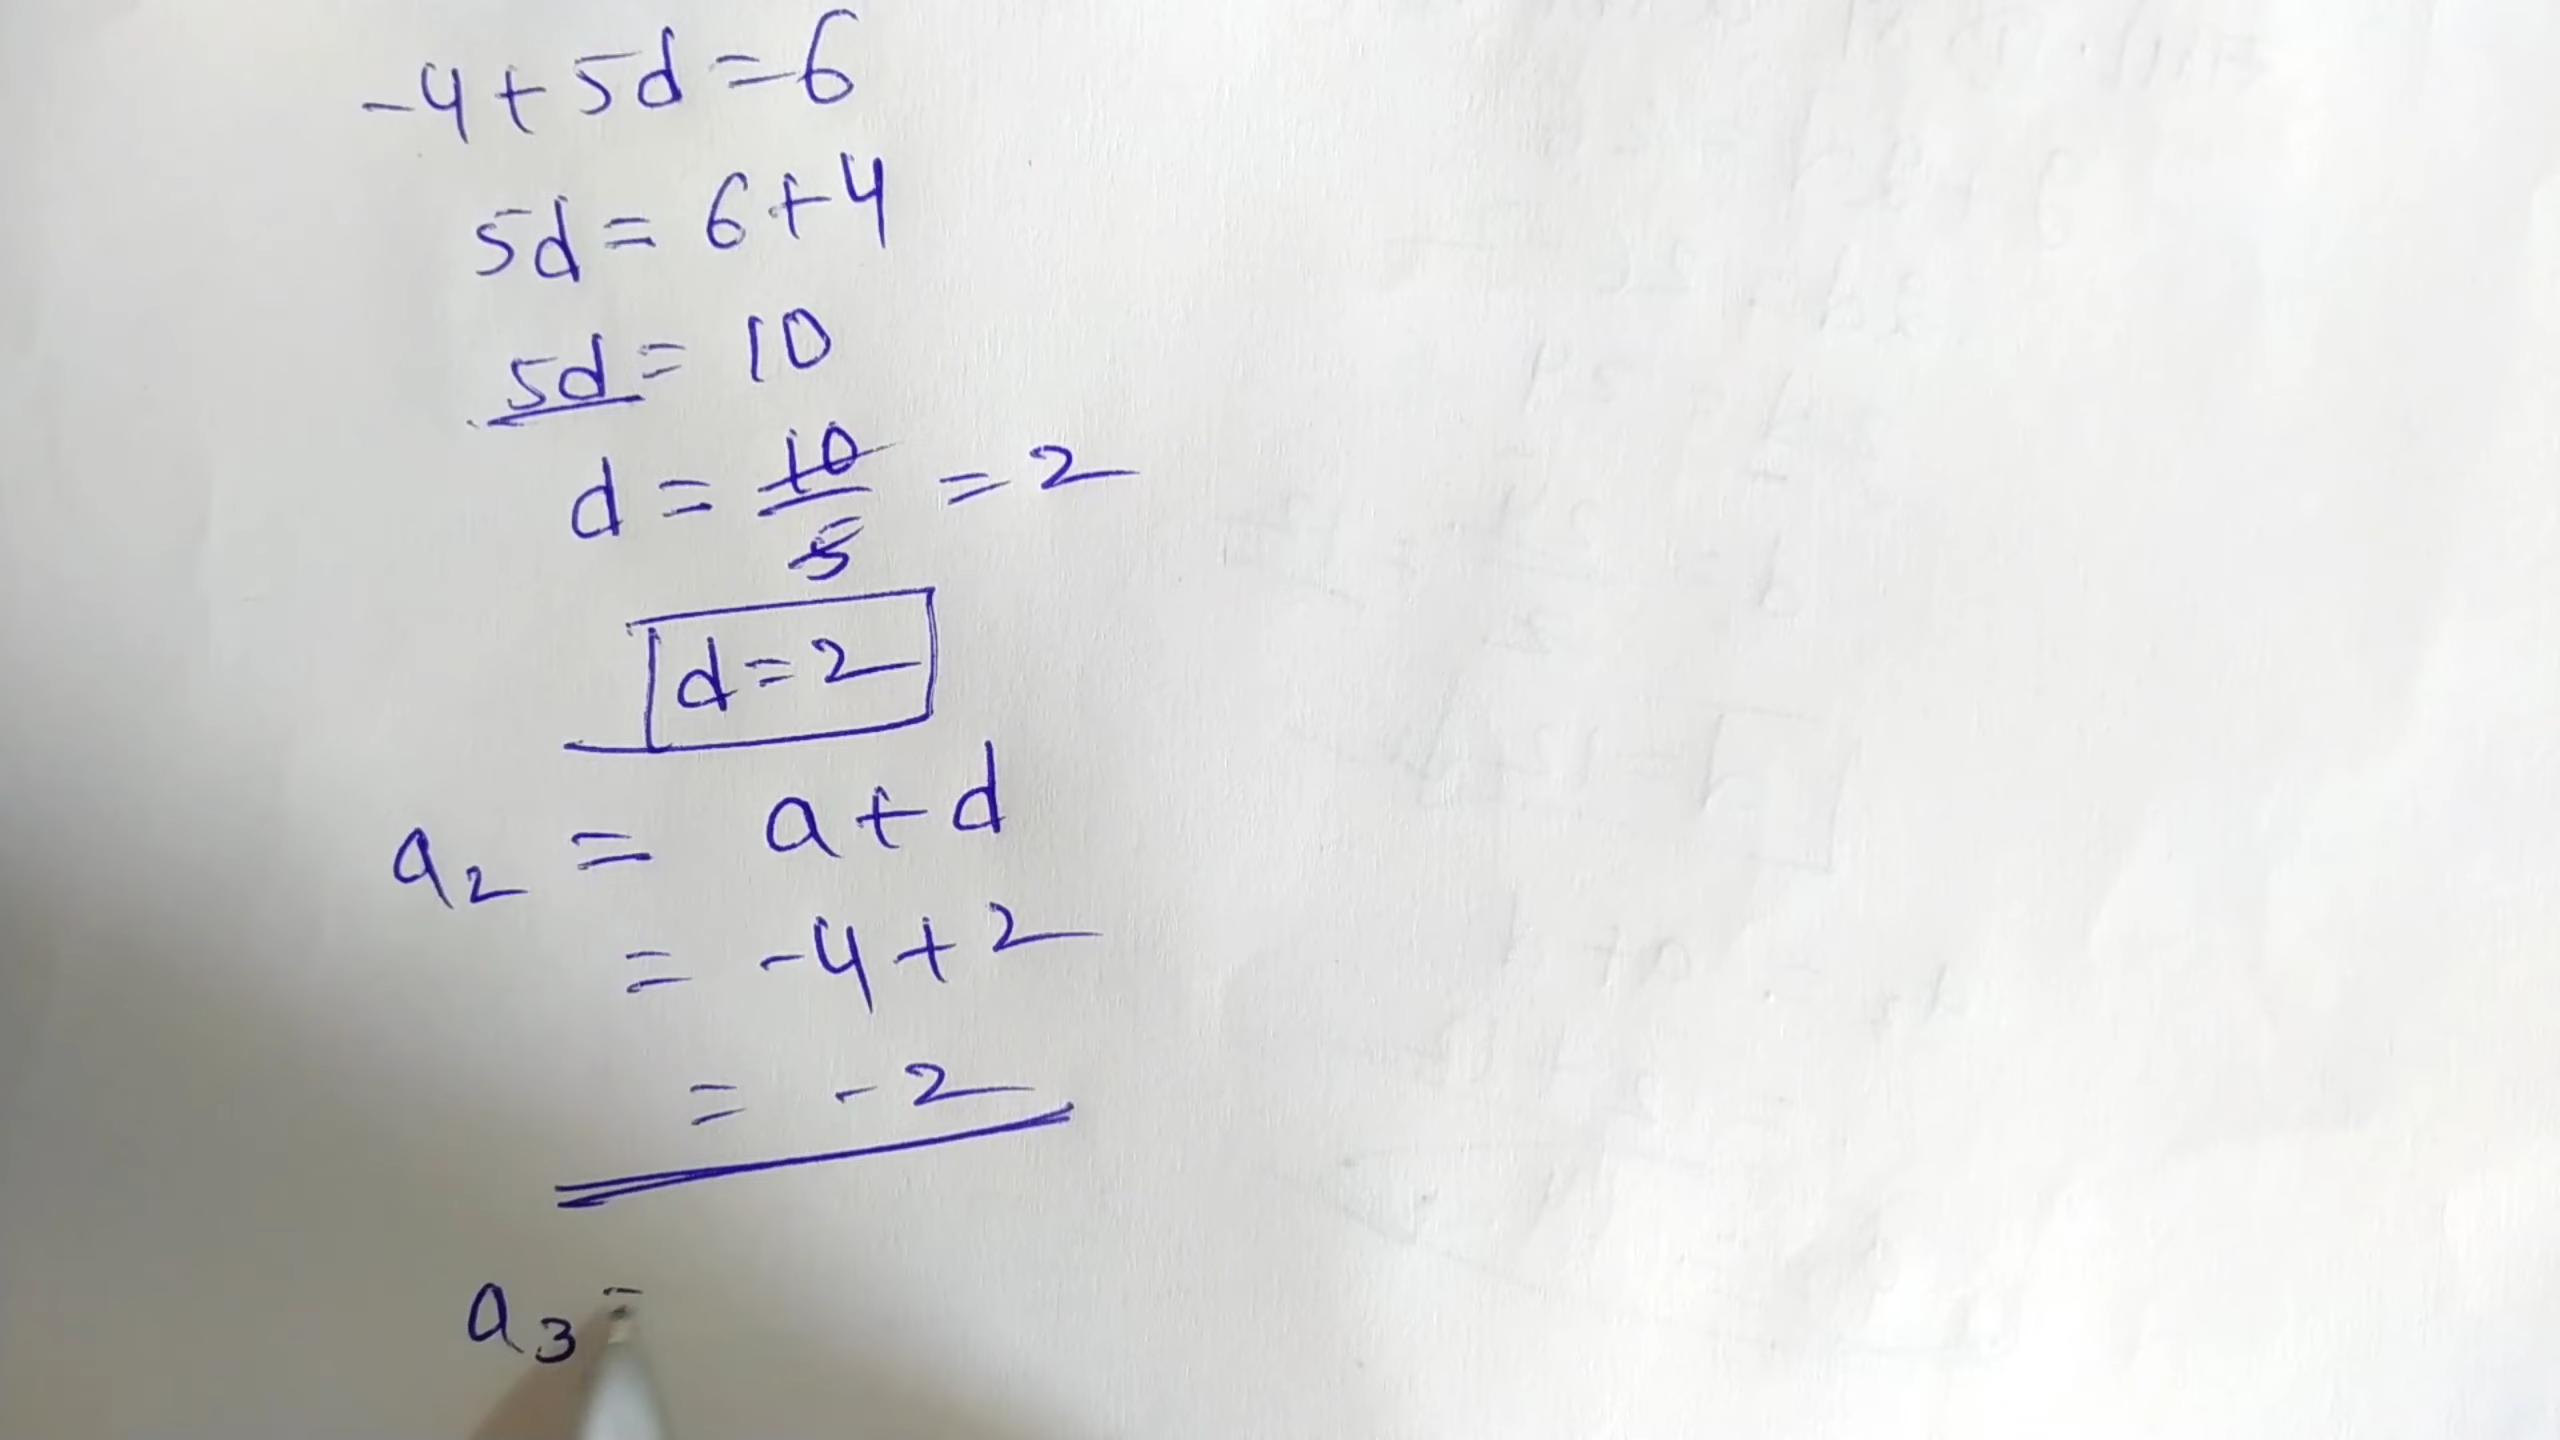 -4+5d=6
5d=6+4
5d=10
d=10/5=2
d=2
a₂ = a+d
= -4+2
= -2
a₃ =